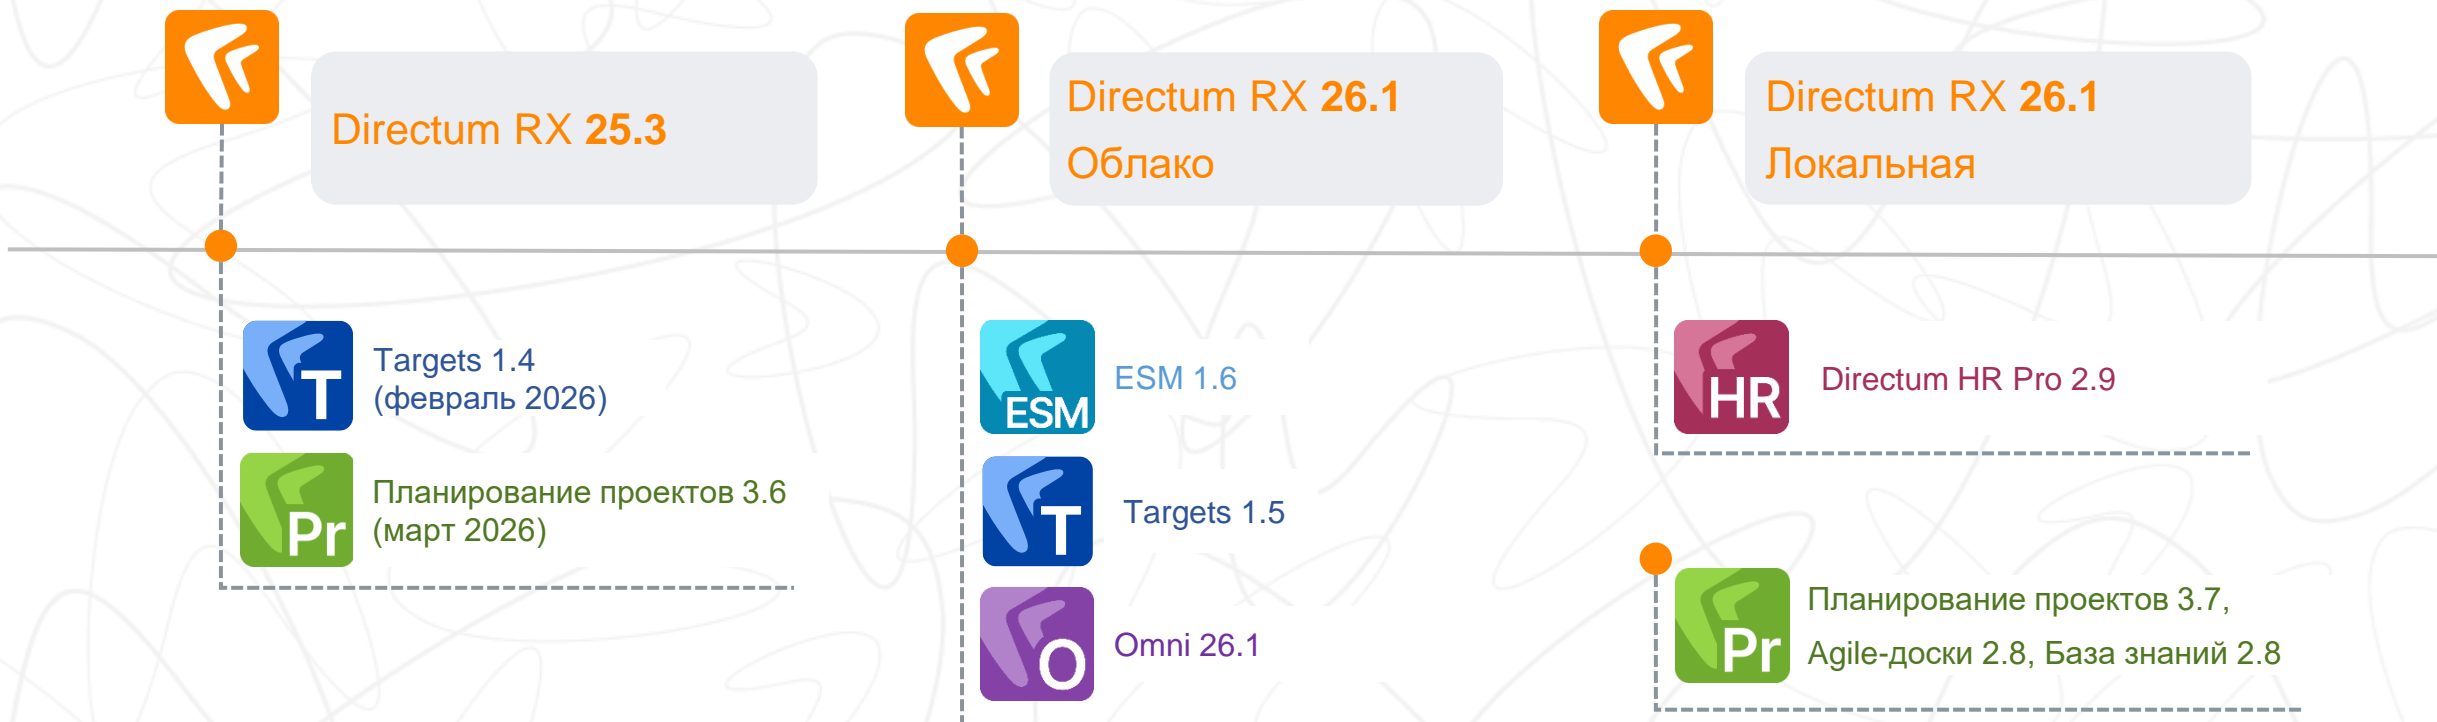 Directum RX 25.3
T
Targets 1.4
(февраль 2026)
Pr
Планирование проектов 3.6
(март 2026)
Directum RX 26.1
Облако
ESM
ESM 1.6
T
Targets 1.5
O
Omni 26.1
Directum RX 26.1
Локальная
HR
Directum HR Pro 2.9
Pr
Планирование проектов 3.7,
Agile-доски 2.8, База знаний 2.8